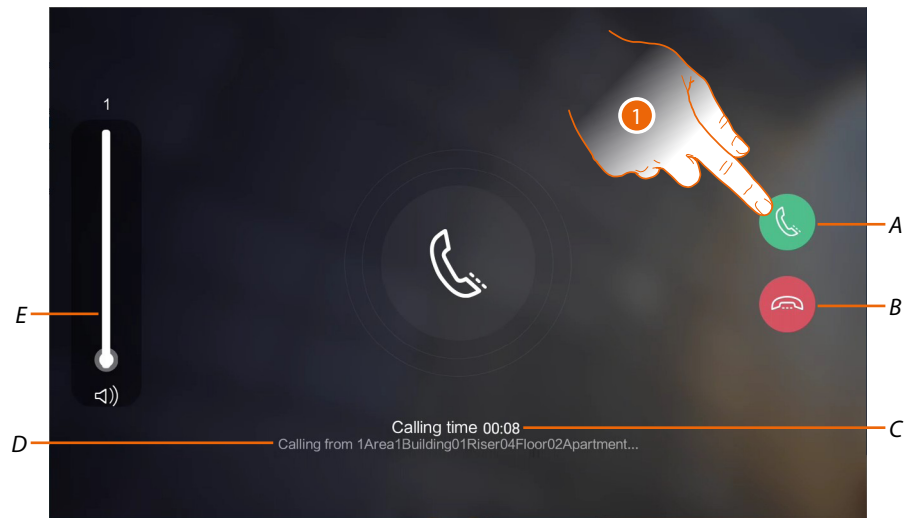 1
1
A
B
E
Calling time 00:08
C
D
Calling from 1Area1Building01Riser04Floor02Apartment...